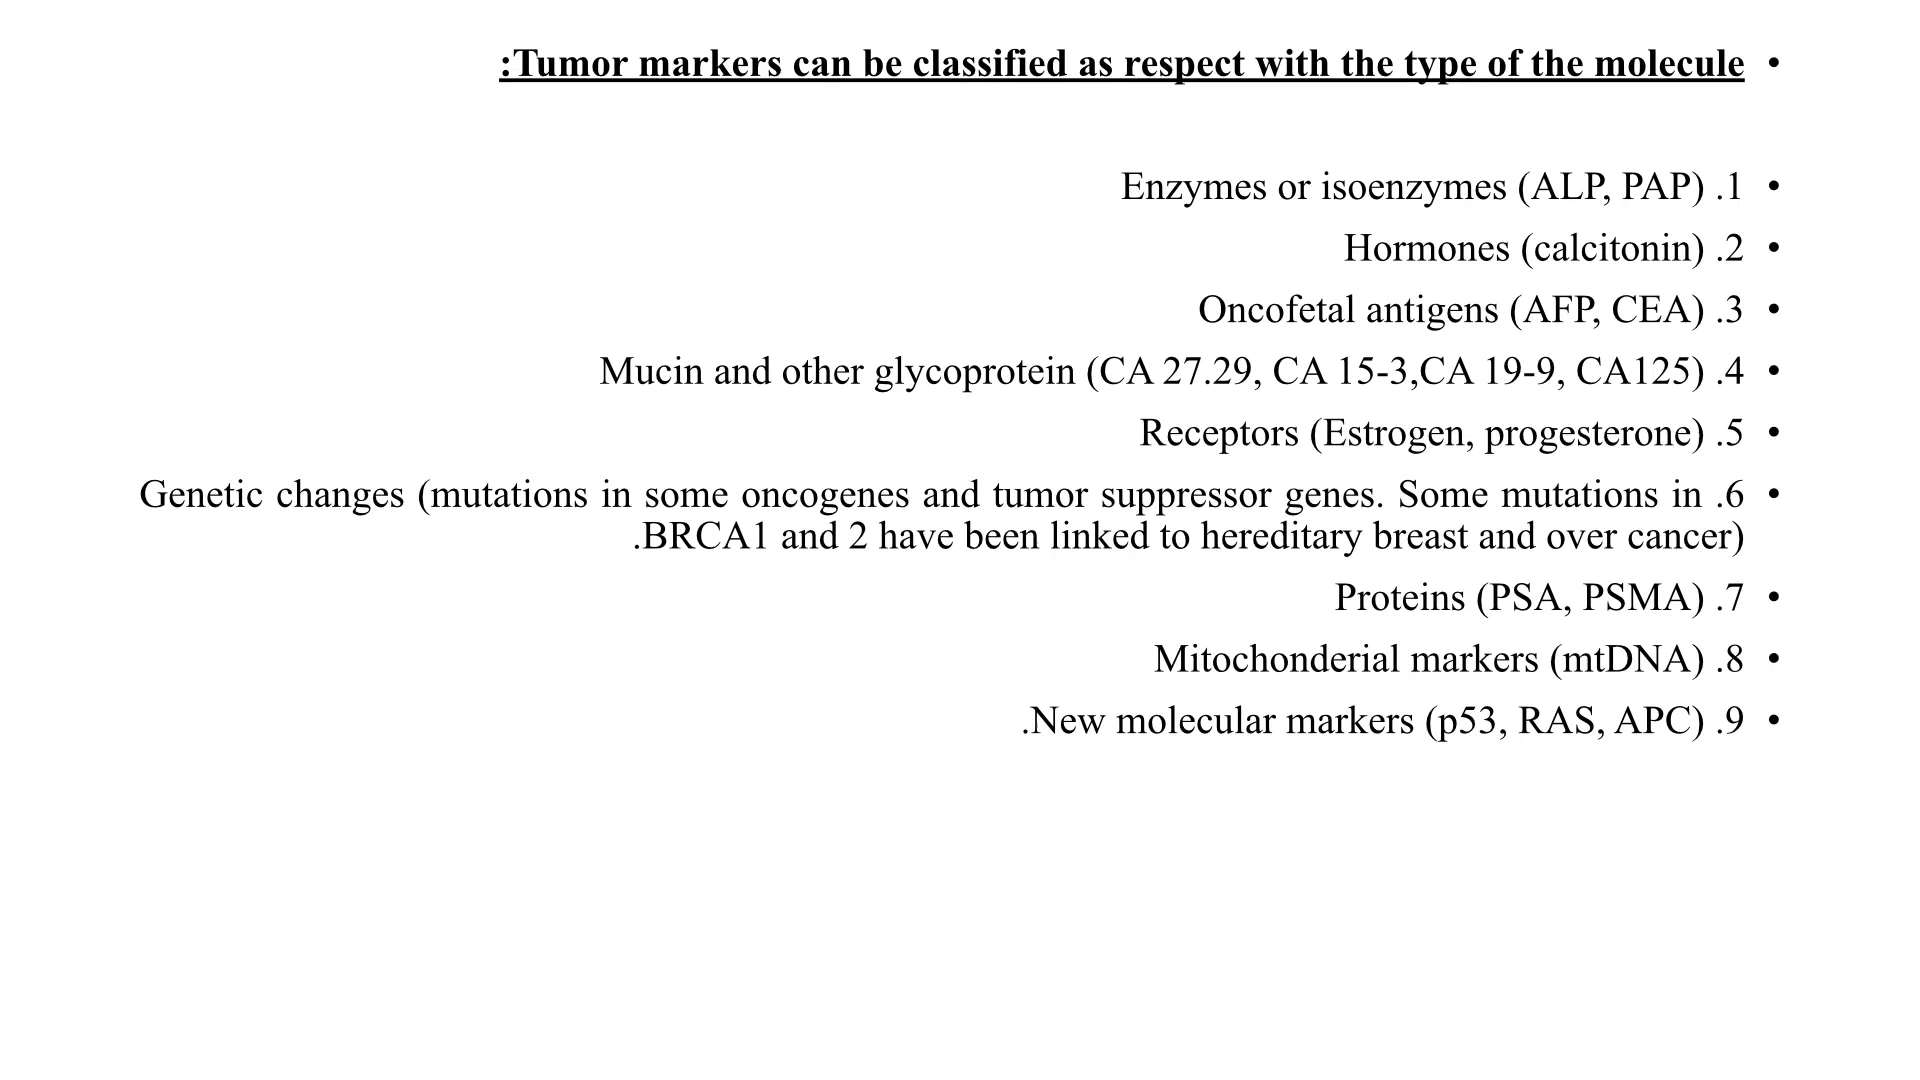 • Tumor markers can be classified as respect with the type of the molecule:
• 1. Enzymes or isoenzymes (ALP, PAP)
• 2. Hormones (calcitonin)
• 3. Oncofetal antigens (AFP, CEA)
• 4. Mucin and other glycoprotein (CA 27.29, CA 15-3,CA 19-9, CA125)
• 5. Receptors (Estrogen, progesterone)
• 6. Genetic changes (mutations in some oncogenes and tumor suppressor genes. Some mutations in
BRCA1 and 2 have been linked to hereditary breast and over cancer).
• 7. Proteins (PSA, PSMA)
• 8. Mitochonderial markers (mtDNA)
• 9. New molecular markers (p53, RAS, APC).